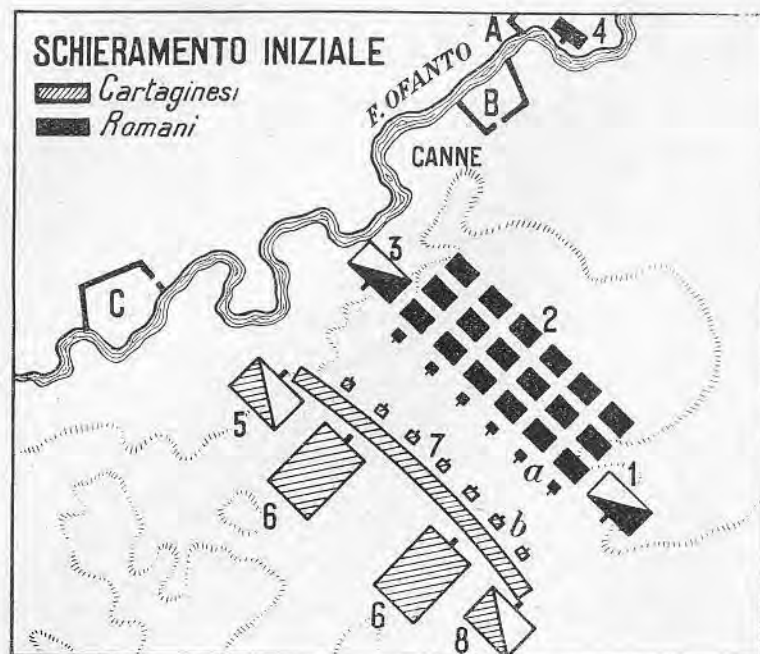 SCHIERAMENTO INIZIALE
Cartaginesi
Romani
F. OFANTO
A
4
B
CANNE
3
C
2
5
7
a
1
6
b
6
8